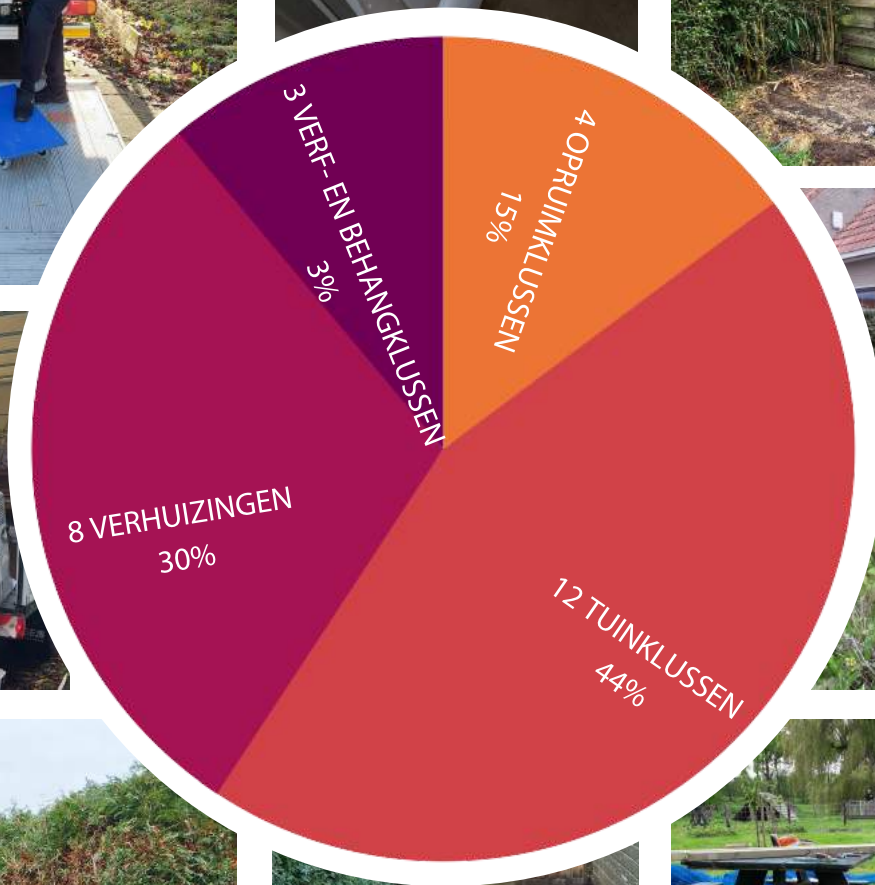 3 VERF- EN BEHANGKLUSSEN
3%
4 OPRUIMKLUSSEN
15%
8 VERHUIZINGEN
30%
12 TUINKLUSSEN
44%